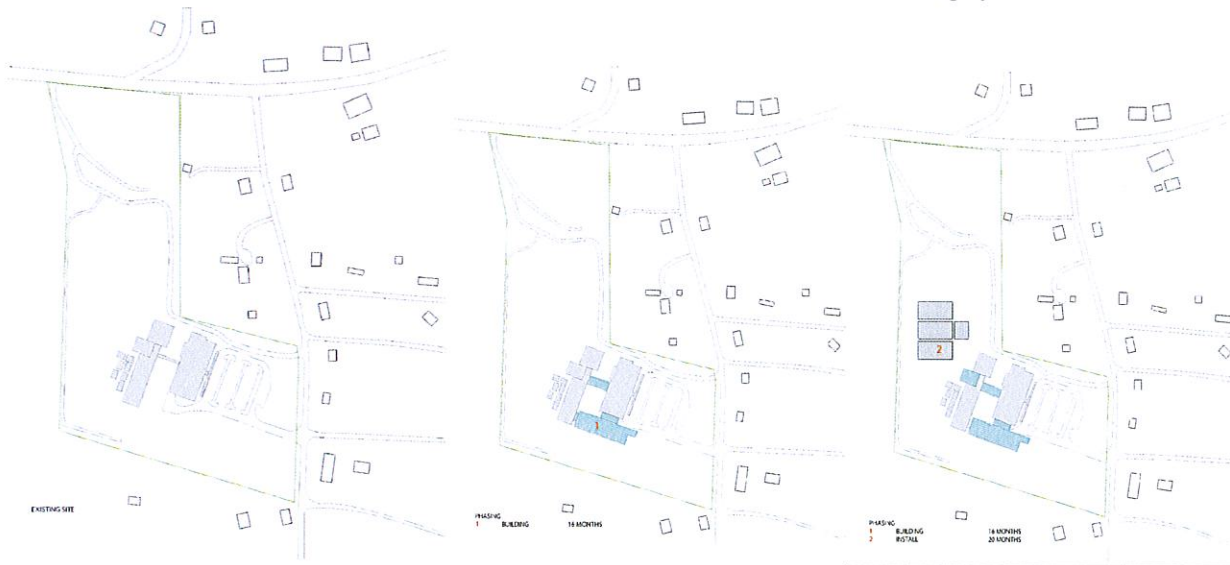 EXISTING SITE
PHASING
1 BUILDING 16 MONTHS
1
PHASING
1 BUILDING 16 MONTHS
2 INSTALL 20 MONTHS
2